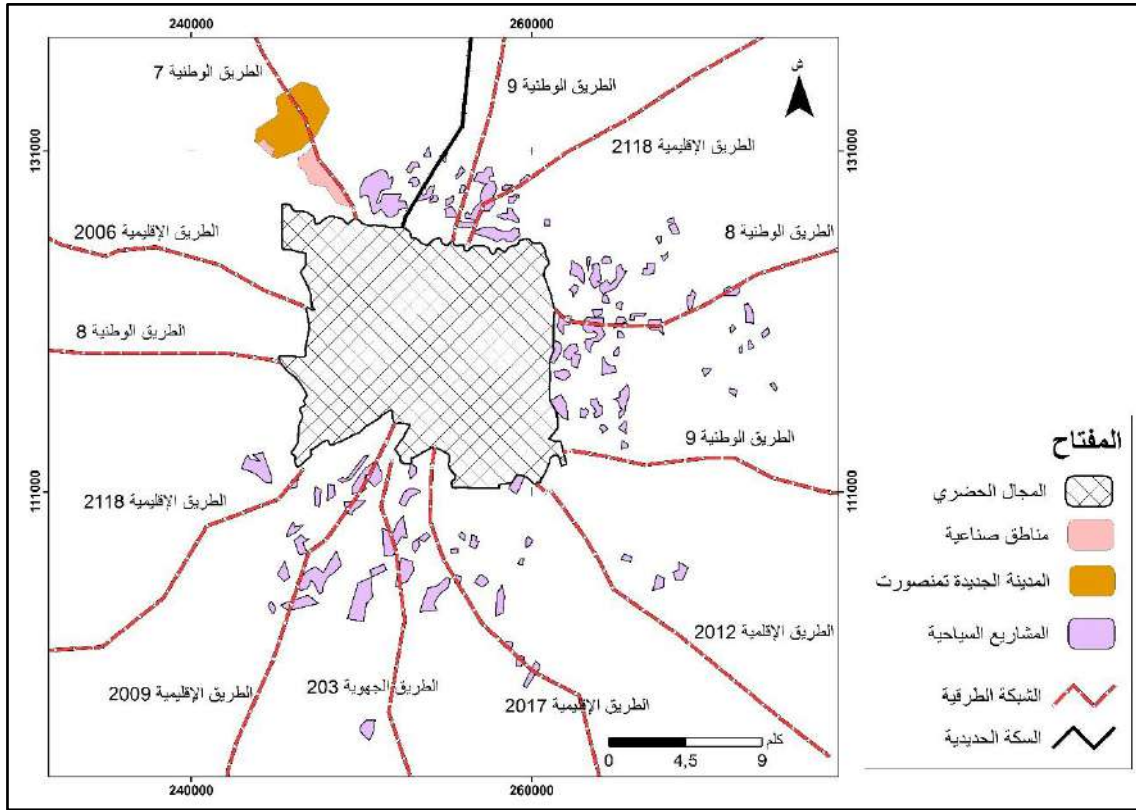 240000
260000
ش
الطريق الوطنية 7
الطريق الوطنية 9
الطريق الإقليمية 2118
131000
131000
الطريق الإقليمية 2006
الطريق الوطنية 8
الطريق الوطنية 8
الطريق الوطنية 9
111000
111000
الطريق الإقليمية 2118
الطريق الإقلمية 2012
الطريق الإقليمية 2009
الطريق الجهوية 203
الطريق الإقليمية 2017
كلم
0
4,5
9
240000
260000
المفتاح
المجال الحضري
مناطق صناعية
المدينة الجديدة تمنصورت
المشاريع السياحية
الشبكة الطرقية
السكة الحديدية